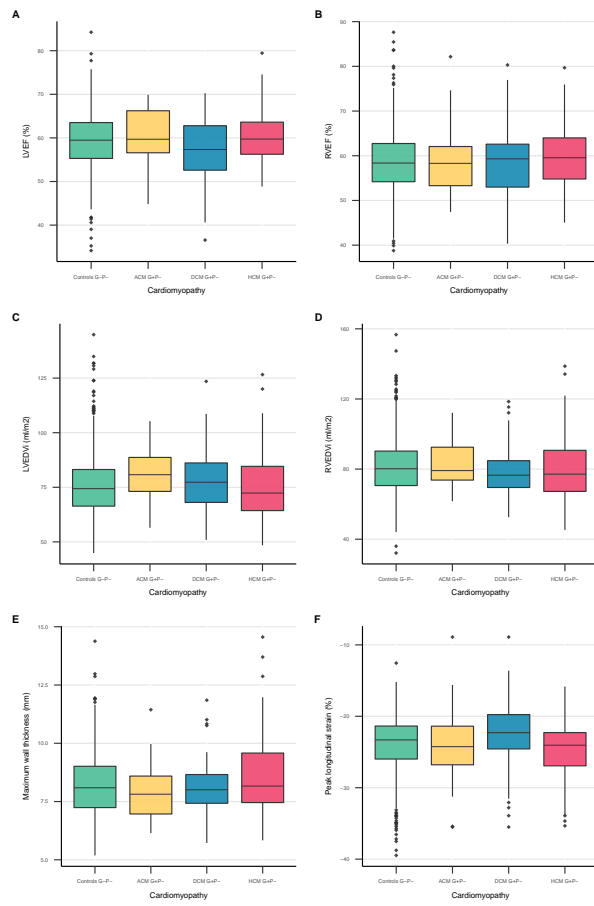 A
LVEF (%)
80
70
60
50
40
Controls G−P−
ACM G+P−
DCM G+P−
HCM G+P−
Cardiomyopathy
B
RVEF (%)
90
80
70
60
50
40
Controls G−P−
ACM G+P−
DCM G+P−
HCM G+P−
Cardiomyopathy
C
LVEDVi (ml/m2)
125
100
75
50
Controls G−P−
ACM G+P−
DCM G+P−
HCM G+P−
Cardiomyopathy
D
RVEDVi (ml/m2)
160
120
80
40
Controls G−P−
ACM G+P−
DCM G+P−
HCM G+P−
Cardiomyopathy
E
Maximum wall thickness (mm)
15.0
12.5
10.0
7.5
5.0
Controls G−P−
ACM G+P−
DCM G+P−
HCM G+P−
Cardiomyopathy
F
Peak longitudinal strain (%)
−10
−20
−30
−40
Controls G−P−
ACM G+P−
DCM G+P−
HCM G+P−
Cardiomyopathy